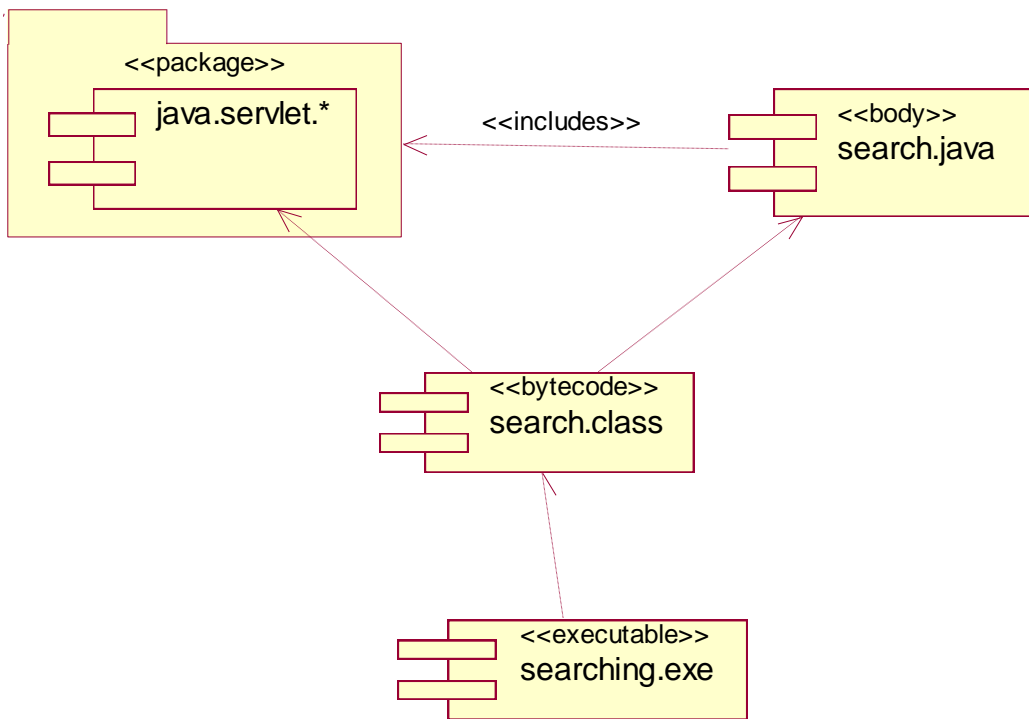 <<package>>
java.servlet.*
<<includes>>
<<body>>
search.java
<<bytecode>>
search.class
<<executable>>
searching.exe